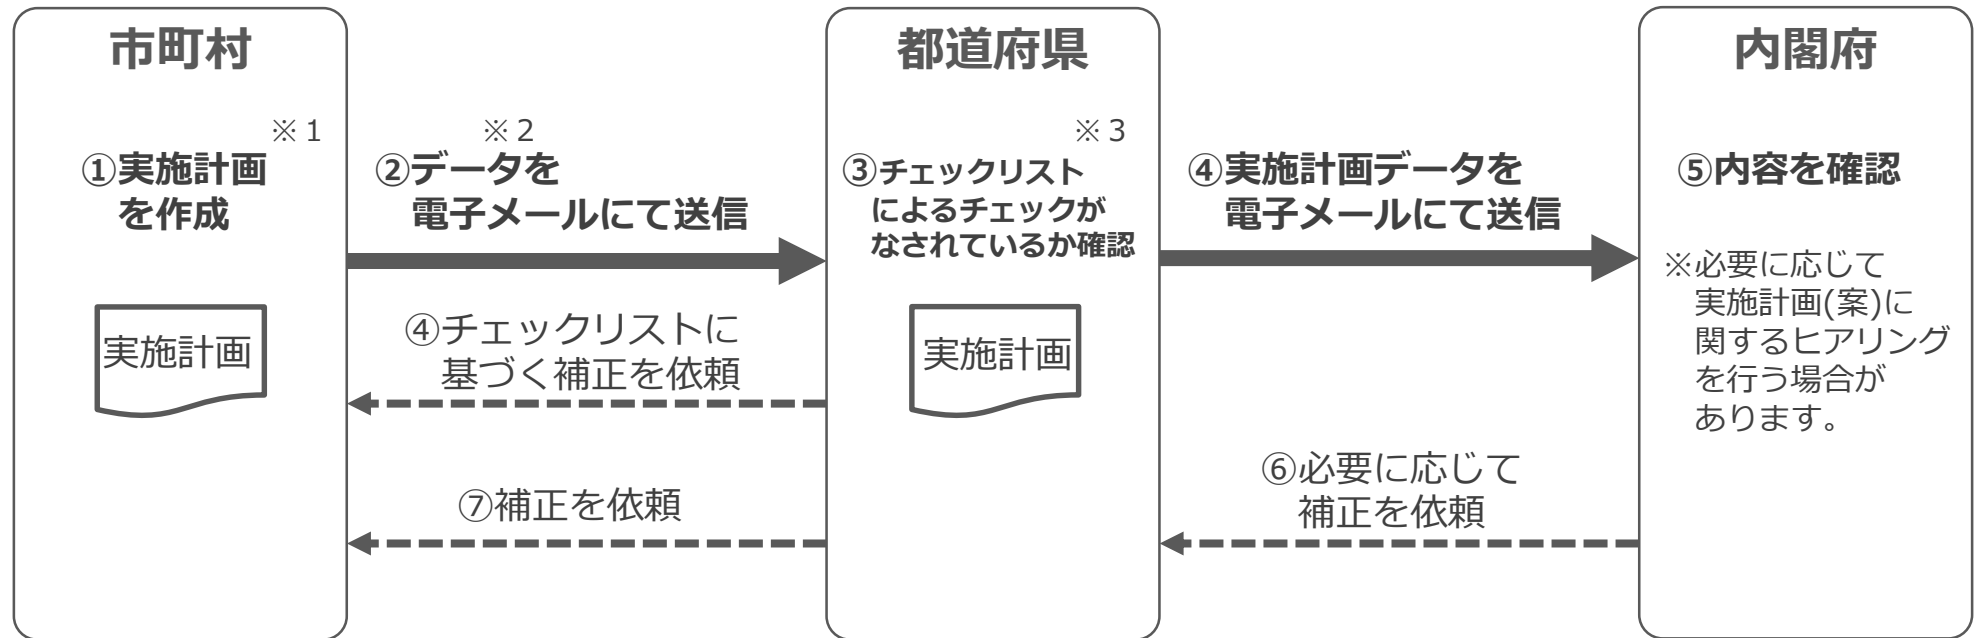 市町村
※１
①実施計画
を作成
実施計画
※２
②データを
電子メールにて送信
④チェックリストに
基づく補正を依頼
⑦補正を依頼
都道府県
※３
③チェックリスト
によるチェックが
なされているか確認
実施計画
④実施計画データを
電子メールにて送信
⑥必要に応じて
補正を依頼
内閣府
⑤内容を確認
※必要に応じて
実施計画(案)に
関するヒアリング
を行う場合が
あります。